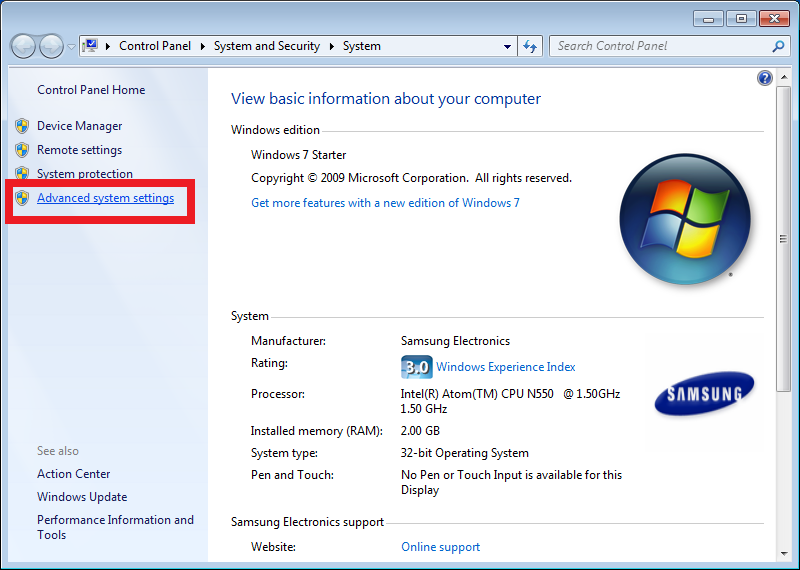 Control Panel ▸ System and Security ▸ System
Search Control Panel
Control Panel Home
Device Manager
Remote settings
System protection
Advanced system settings
See also
Action Center
Windows Update
Performance Information and
Tools
View basic information about your computer
Windows edition
Windows 7 Starter
Copyright © 2009 Microsoft Corporation. All rights reserved.
Get more features with a new edition of Windows 7
System
Manufacturer: Samsung Electronics
Rating: 3.0 Windows Experience Index
Processor: Intel(R) Atom(TM) CPU N550 @ 1.50GHz
1.50 GHz
Installed memory (RAM): 2.00 GB
System type: 32-bit Operating System
Pen and Touch: No Pen or Touch Input is available for this
Display
SAMSUNG
Samsung Electronics support
Website: Online support